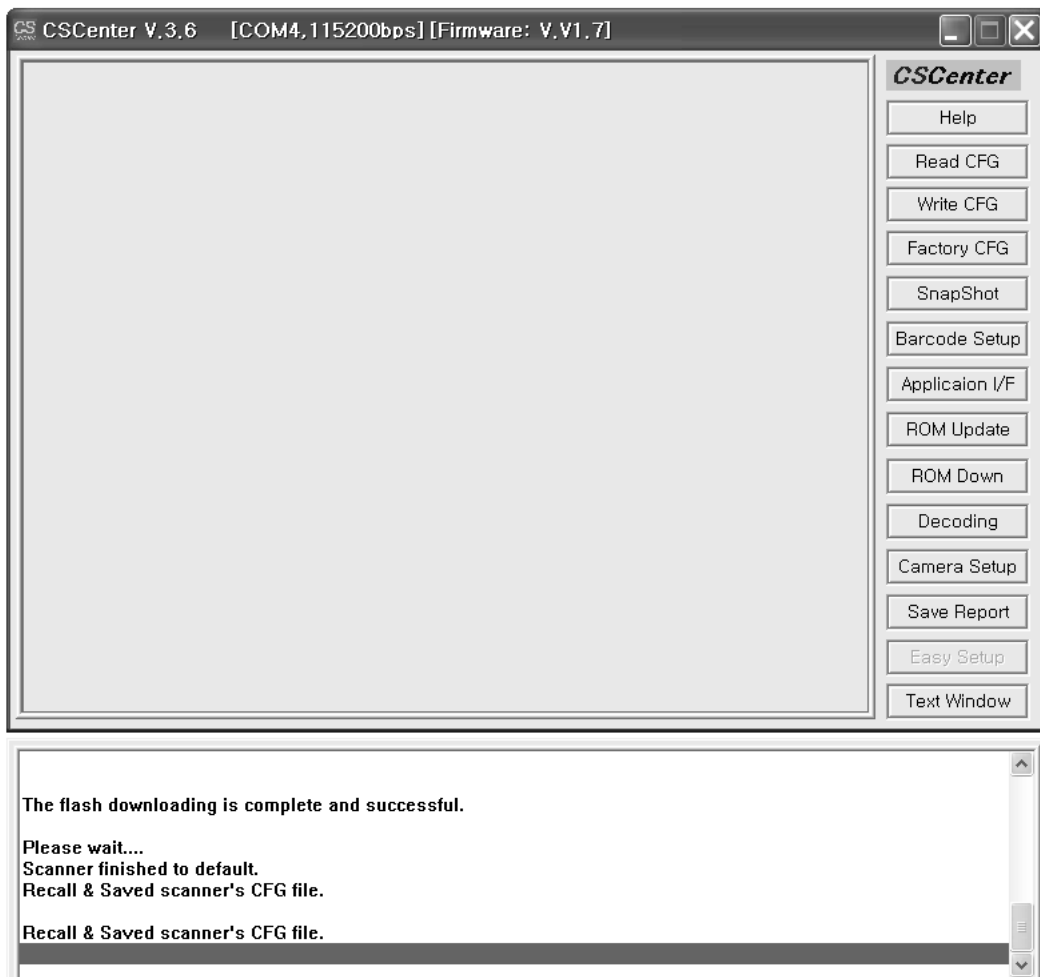 CS CSCenter V.3.6 [COM4,115200bps] [Firmware: V.V1.7]
CSCenter
Help
Read CFG
Write CFG
Factory CFG
SnapShot
Barcode Setup
Applicaion I/F
ROM Update
ROM Down
Decoding
Camera Setup
Save Report
Easy Setup
Text Window
The flash downloading is complete and successful.
Please wait....
Scanner finished to default.
Recall & Saved scanner's CFG file.
Recall & Saved scanner's CFG file.